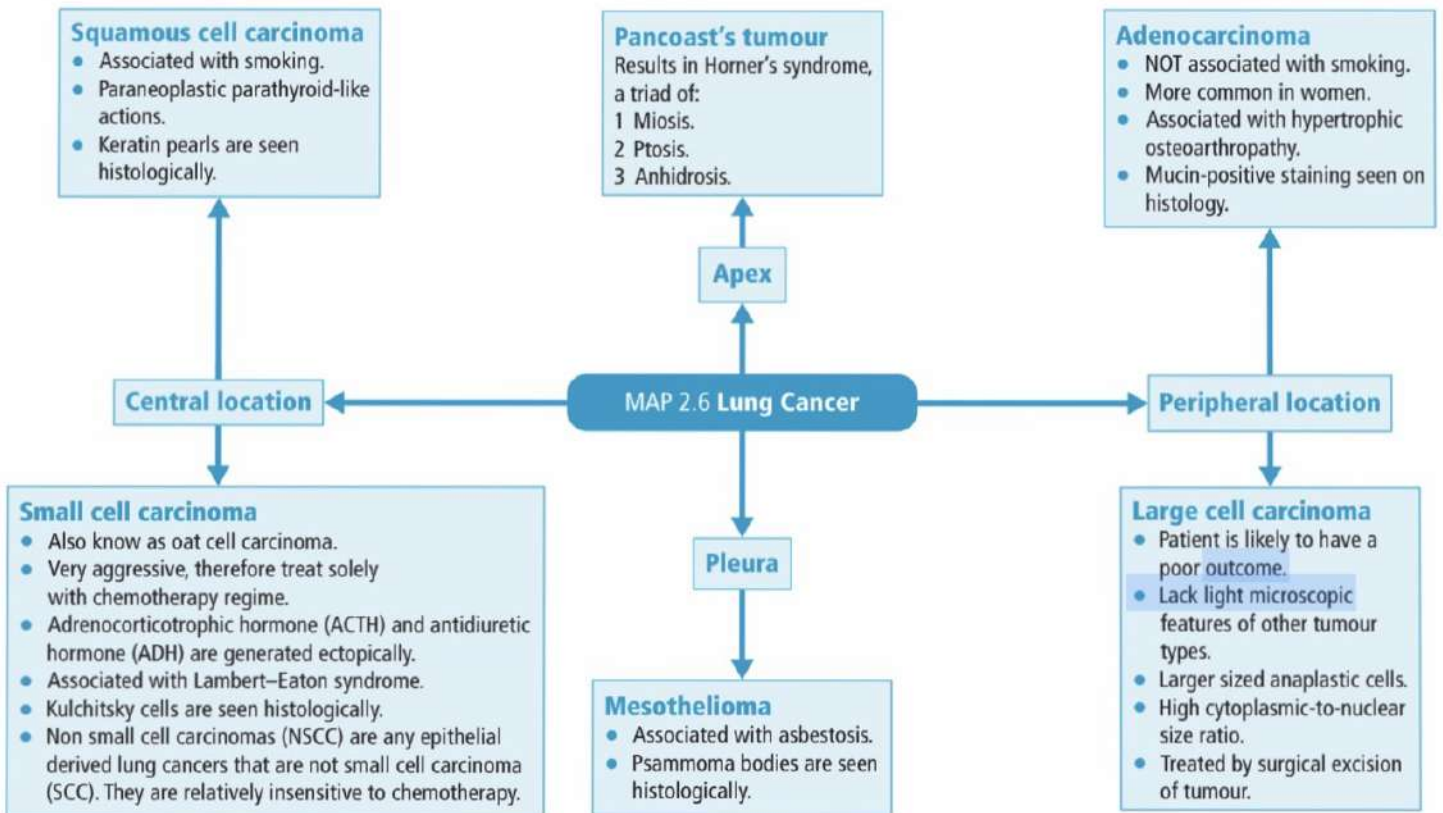 Squamous cell carcinoma
• Associated with smoking.
• Paraneoplastic parathyroid-like
actions.
• Keratin pearls are seen
histologically.
Pancoast's tumour
Results in Horner's syndrome,
a triad of:
1 Miosis.
2 Ptosis.
3 Anhidrosis.
Adenocarcinoma
• NOT associated with smoking.
• More common in women.
• Associated with hypertrophic
osteoarthropathy.
• Mucin-positive staining seen on
histology.
Apex
Central location
MAP 2.6 Lung Cancer
Peripheral location
Small cell carcinoma
• Also know as oat cell carcinoma.
• Very aggressive, therefore treat solely
with chemotherapy regime.
• Adrenocorticotrophic hormone (ACTH) and antidiuretic
hormone (ADH) are generated ectopically.
• Associated with Lambert–Eaton syndrome.
• Kulchitsky cells are seen histologically.
• Non small cell carcinomas (NSCC) are any epithelial
derived lung cancers that are not small cell carcinoma
(SCC). They are relatively insensitive to chemotherapy.
Pleura
Mesothelioma
• Associated with asbestosis.
• Psammoma bodies are seen
histologically.
Large cell carcinoma
• Patient is likely to have a
poor outcome.
• Lack light microscopic
features of other tumour
types.
• Larger sized anaplastic cells.
• High cytoplasmic-to-nuclear
size ratio.
• Treated by surgical excision
of tumour.